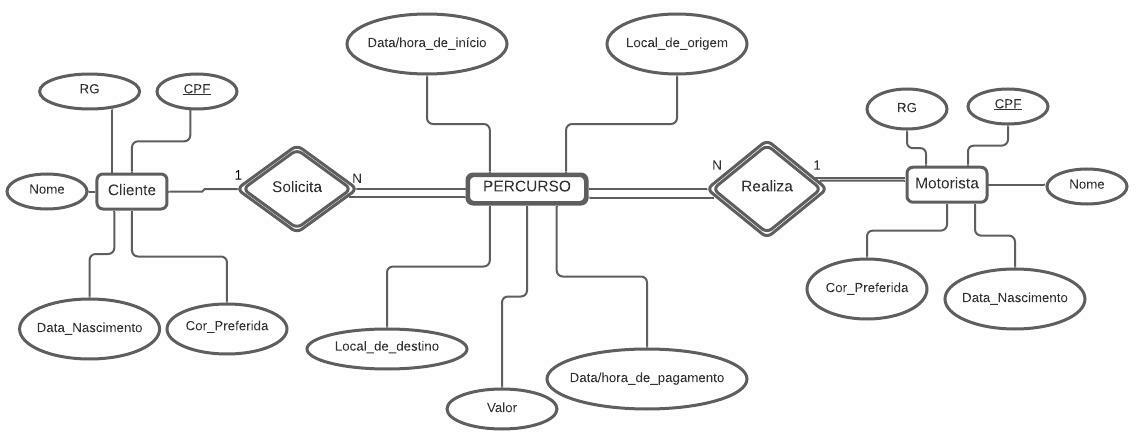 Data/hora_de_início
Local_de_origem
RG
CPF
RG
CPF
Nome
Cliente
1
Solicita
N
PERCURSO
N
Realiza
1
Motorista
Nome
Data_Nascimento
Cor_Preferida
Local_de_destino
Valor
Data/hora_de_pagamento
Cor_Preferida
Data_Nascimento